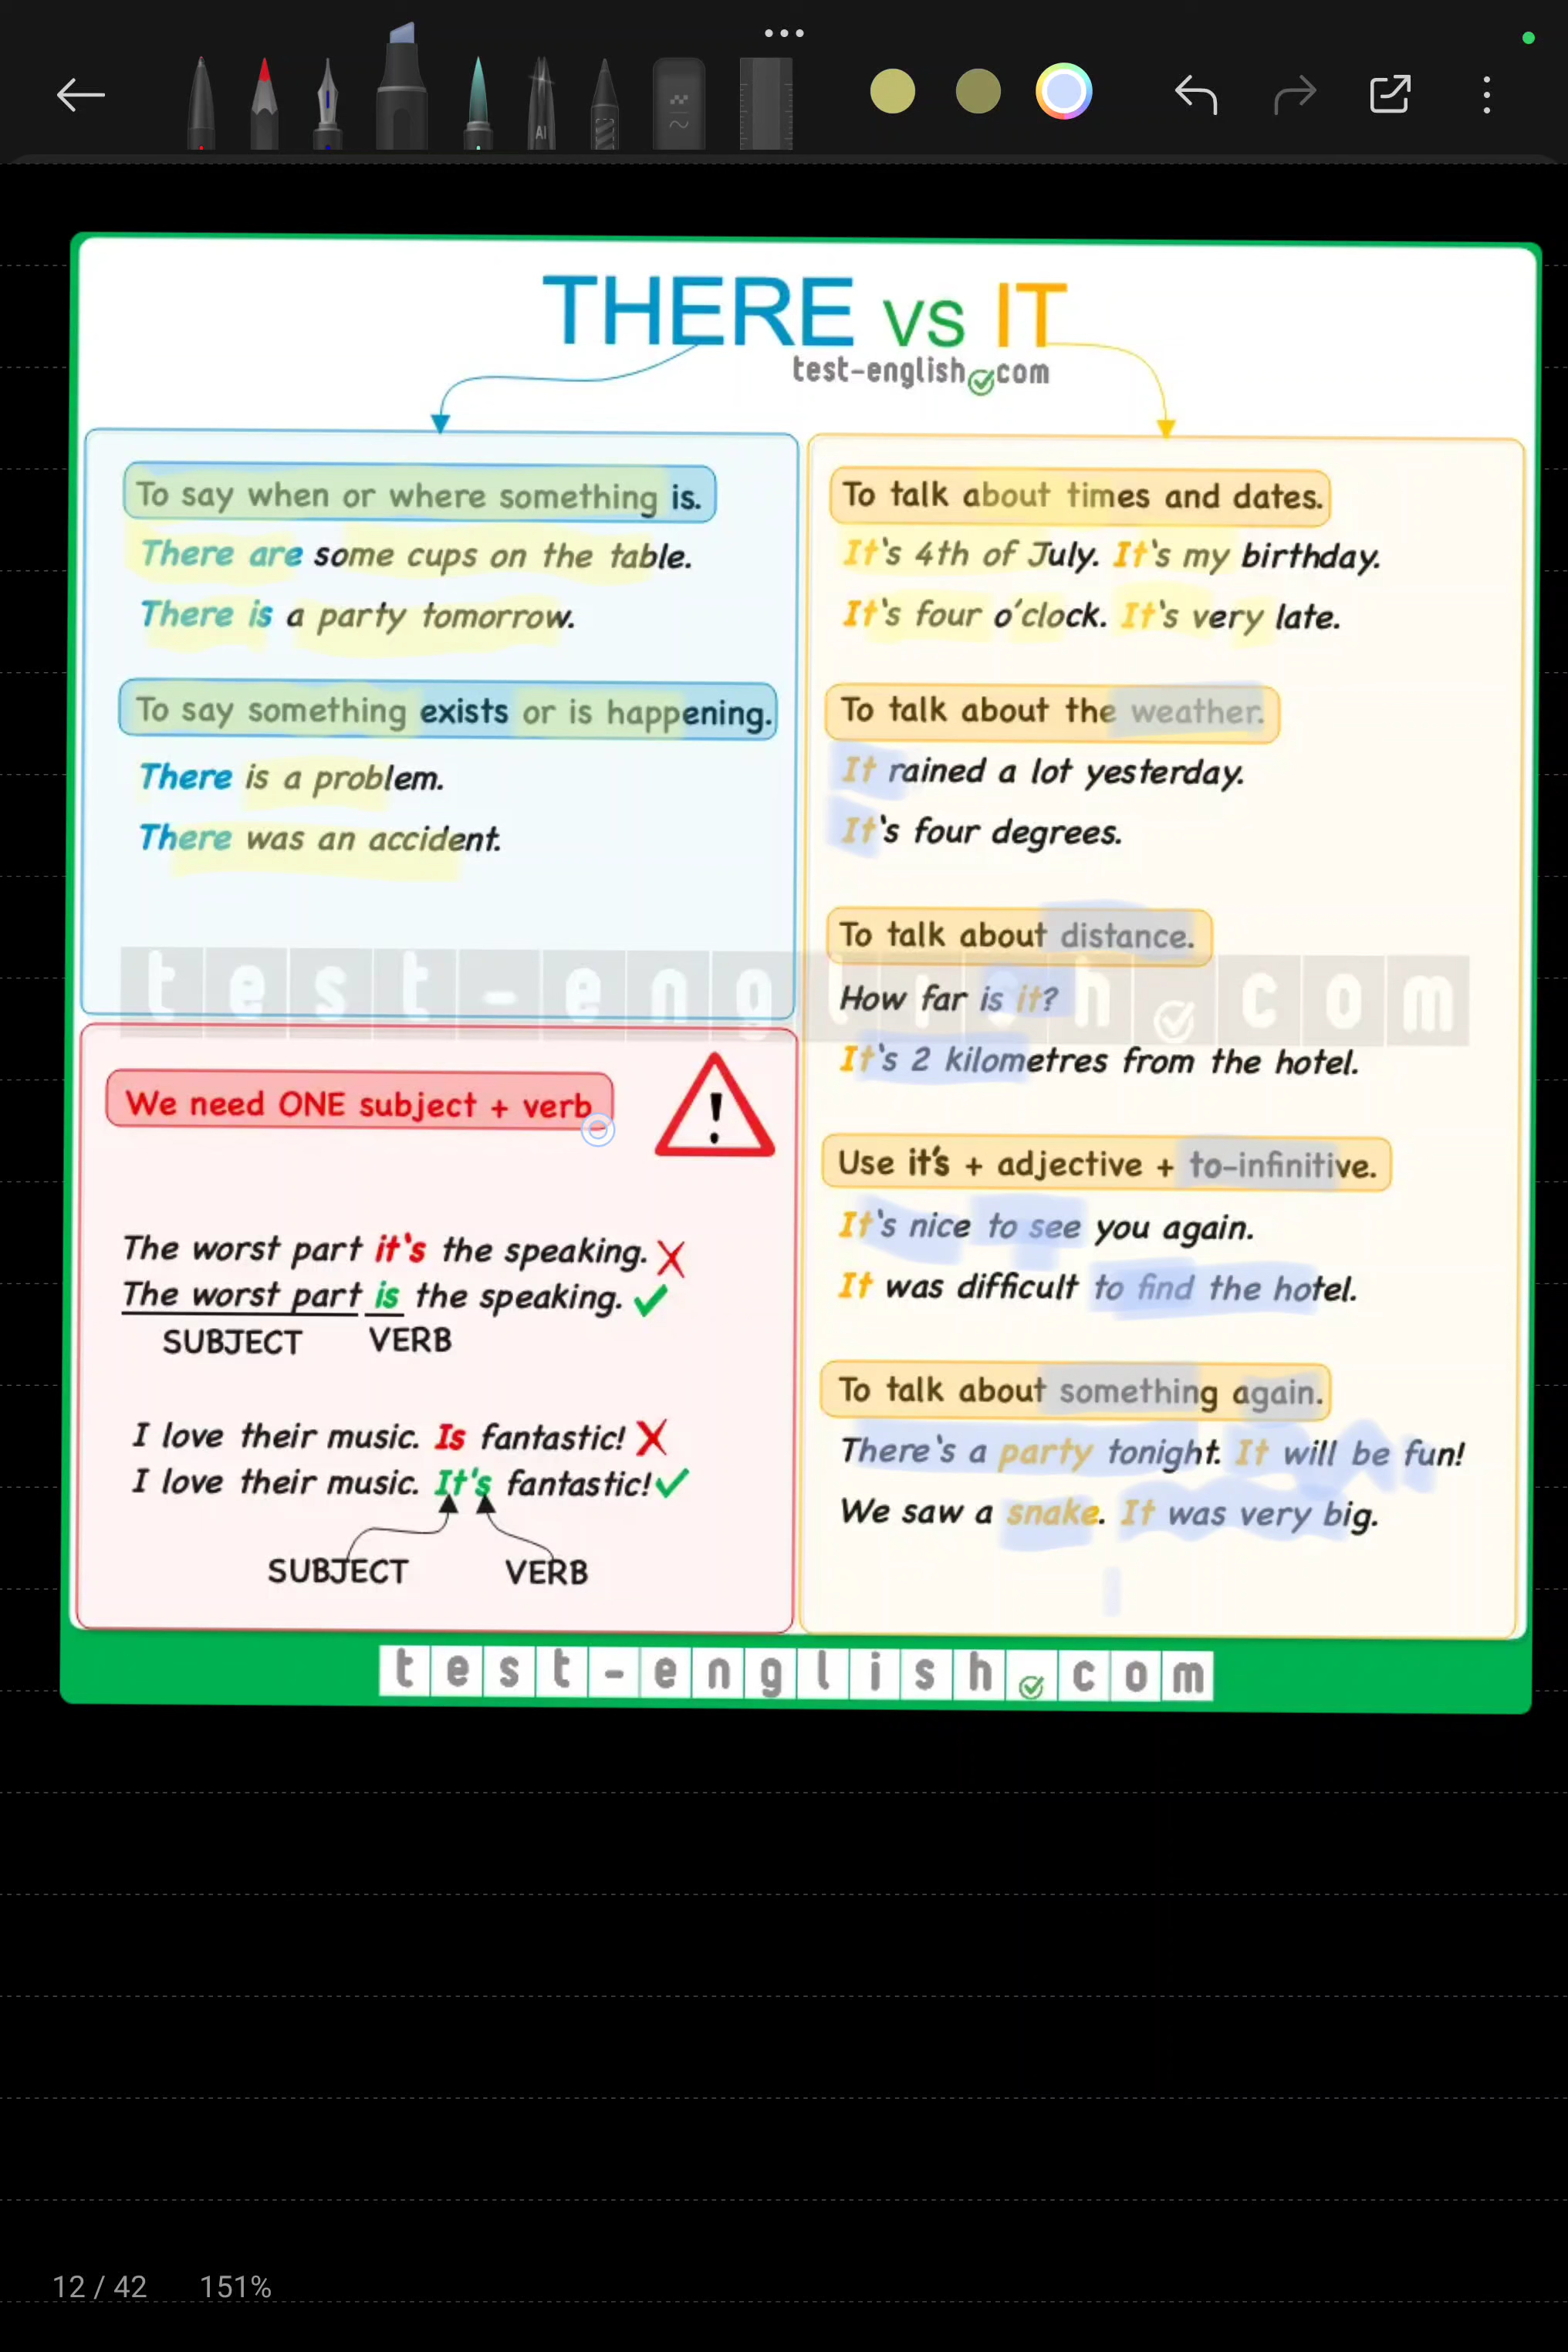 AI
THERE vs IT
test-english.com
To say when or where something is.
There are some cups on the table.
There is a party tomorrow.
To say something exists or is happening.
There is a problem.
There was an accident.
We need ONE subject + verb
!
The worst part it's the speaking.
The worst part is the speaking.
SUBJECT VERB
I love their music. Is fantastic!
I love their music. It's fantastic!
SUBJECT VERB
To talk about times and dates.
It's 4th of July. It's my birthday.
It's four o'clock. It's very late.
To talk about the weather.
It rained a lot yesterday.
It's four degrees.
To talk about distance.
How far is it?
It's 2 kilometres from the hotel.
Use it's + adjective + to-infinitive.
It's nice to see you again.
It was difficult to find the hotel.
To talk about something again.
There's a party tonight. It will be fun!
We saw a snake. It was very big.
test-english.com
test-english.com
12 / 42 151%